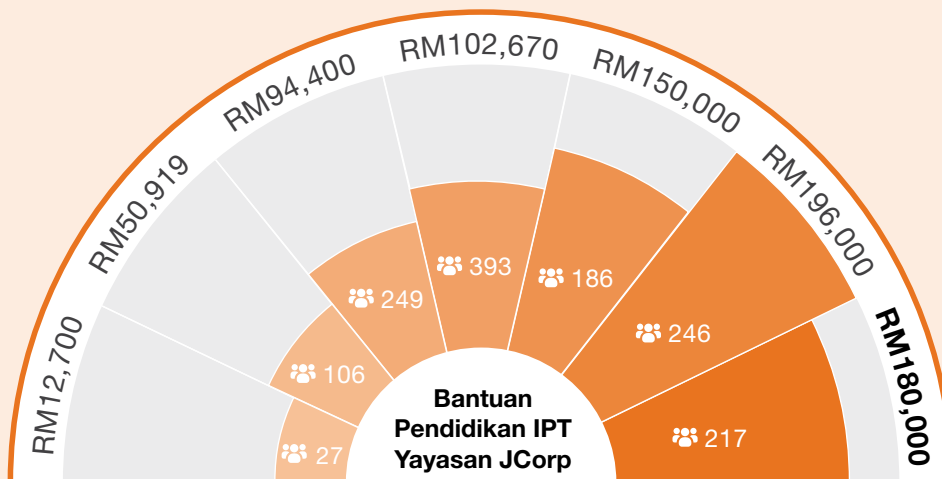 RM12,700
RM50,919
RM94,400
RM102,670
RM150,000
RM196,000
RM180,000
27
106
249
393
186
246
217
Bantuan
Pendidikan IPT
Yayasan JCorp